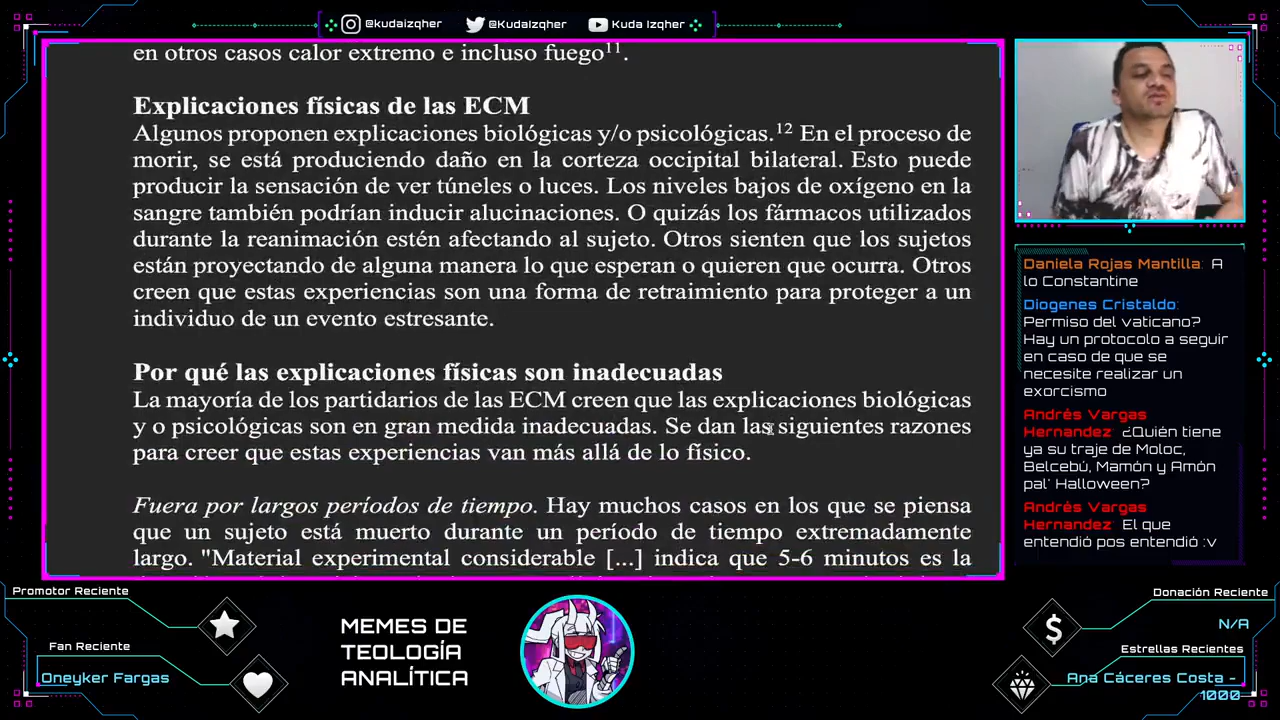 @kudaizqher
@Kudaizqher
Kuda Izqher
en otros casos calor extremo e incluso fuego¹¹.
Explicaciones físicas de las ECM
Algunos proponen explicaciones biológicas y/o psicológicas.¹² En el proceso de
morir, se está produciendo daño en la corteza occipital bilateral. Esto puede
producir la sensación de ver túneles o luces. Los niveles bajos de oxígeno en la
sangre también podrían inducir alucinaciones. O quizás los fármacos utilizados
durante la reanimación estén afectando al sujeto. Otros sienten que los sujetos
están proyectando de alguna manera lo que esperan o quieren que ocurra. Otros
creen que estas experiencias son una forma de retraimiento para proteger a un
individuo de un evento estresante.
Por qué las explicaciones físicas son inadecuadas
La mayoría de los partidarios de las ECM creen que las explicaciones biológicas
y o psicológicas son en gran medida inadecuadas. Se dan las siguientes razones
para creer que estas experiencias van más allá de lo físico.
Fuera por largos períodos de tiempo. Hay muchos casos en los que se piensa
que un sujeto está muerto durante un período de tiempo extremadamente
largo. "Material experimental considerable [...] indica que 5-6 minutos es la
Daniela Rojas Mantilla: A
lo Constantine
Diogenes Cristaldo:
Permiso del vaticano?
Hay un protocolo a seguir
en caso de que se
necesite realizar un
exorcismo
Andrés Vargas
Hernandez: ¿Quién tiene
ya su traje de Moloc,
Belcebú, Mamón y Amón
pal' Halloween?
Andrés Vargas
Hernandez: El que
entendió pos entendió :v
Promotor Reciente
Fan Reciente
Oneyker Fargas
MEMES DE
TEOLOGÍA
ANALÍTICA
$
Donación Reciente
N/A
Estrellas Recientes
Ana Cáceres Costa -
1000